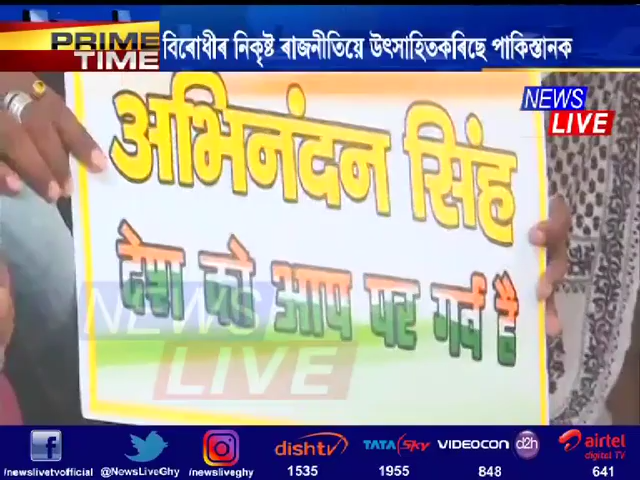 PRIME TIME
বিৰোধীৰ নিকৃষ্ট ৰাজনীতিয়ে উৎসাহিতকৰিছে পাকিস্তানক
NEWS
LIVE
अभिनंदन सिंह
देश को आप पर गर्व है
NEWS
LIVE
/newslivetvofficial
@NewsLiveGhy
/newsliveghy
dishtv
1535
TATA Sky
1955
VIDEOCON d2h
848
airtel
digital TV
641